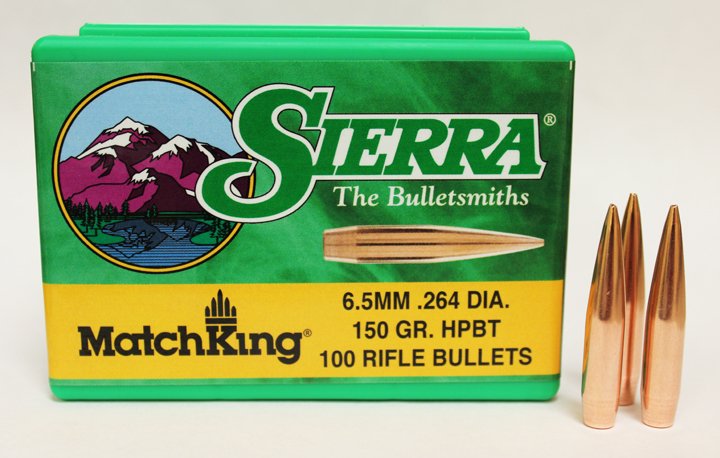 SIERRA®
The Bulletsmiths
MatchKing®
6.5MM .264 DIA.
150 GR. HPBT
100 RIFLE BULLETS